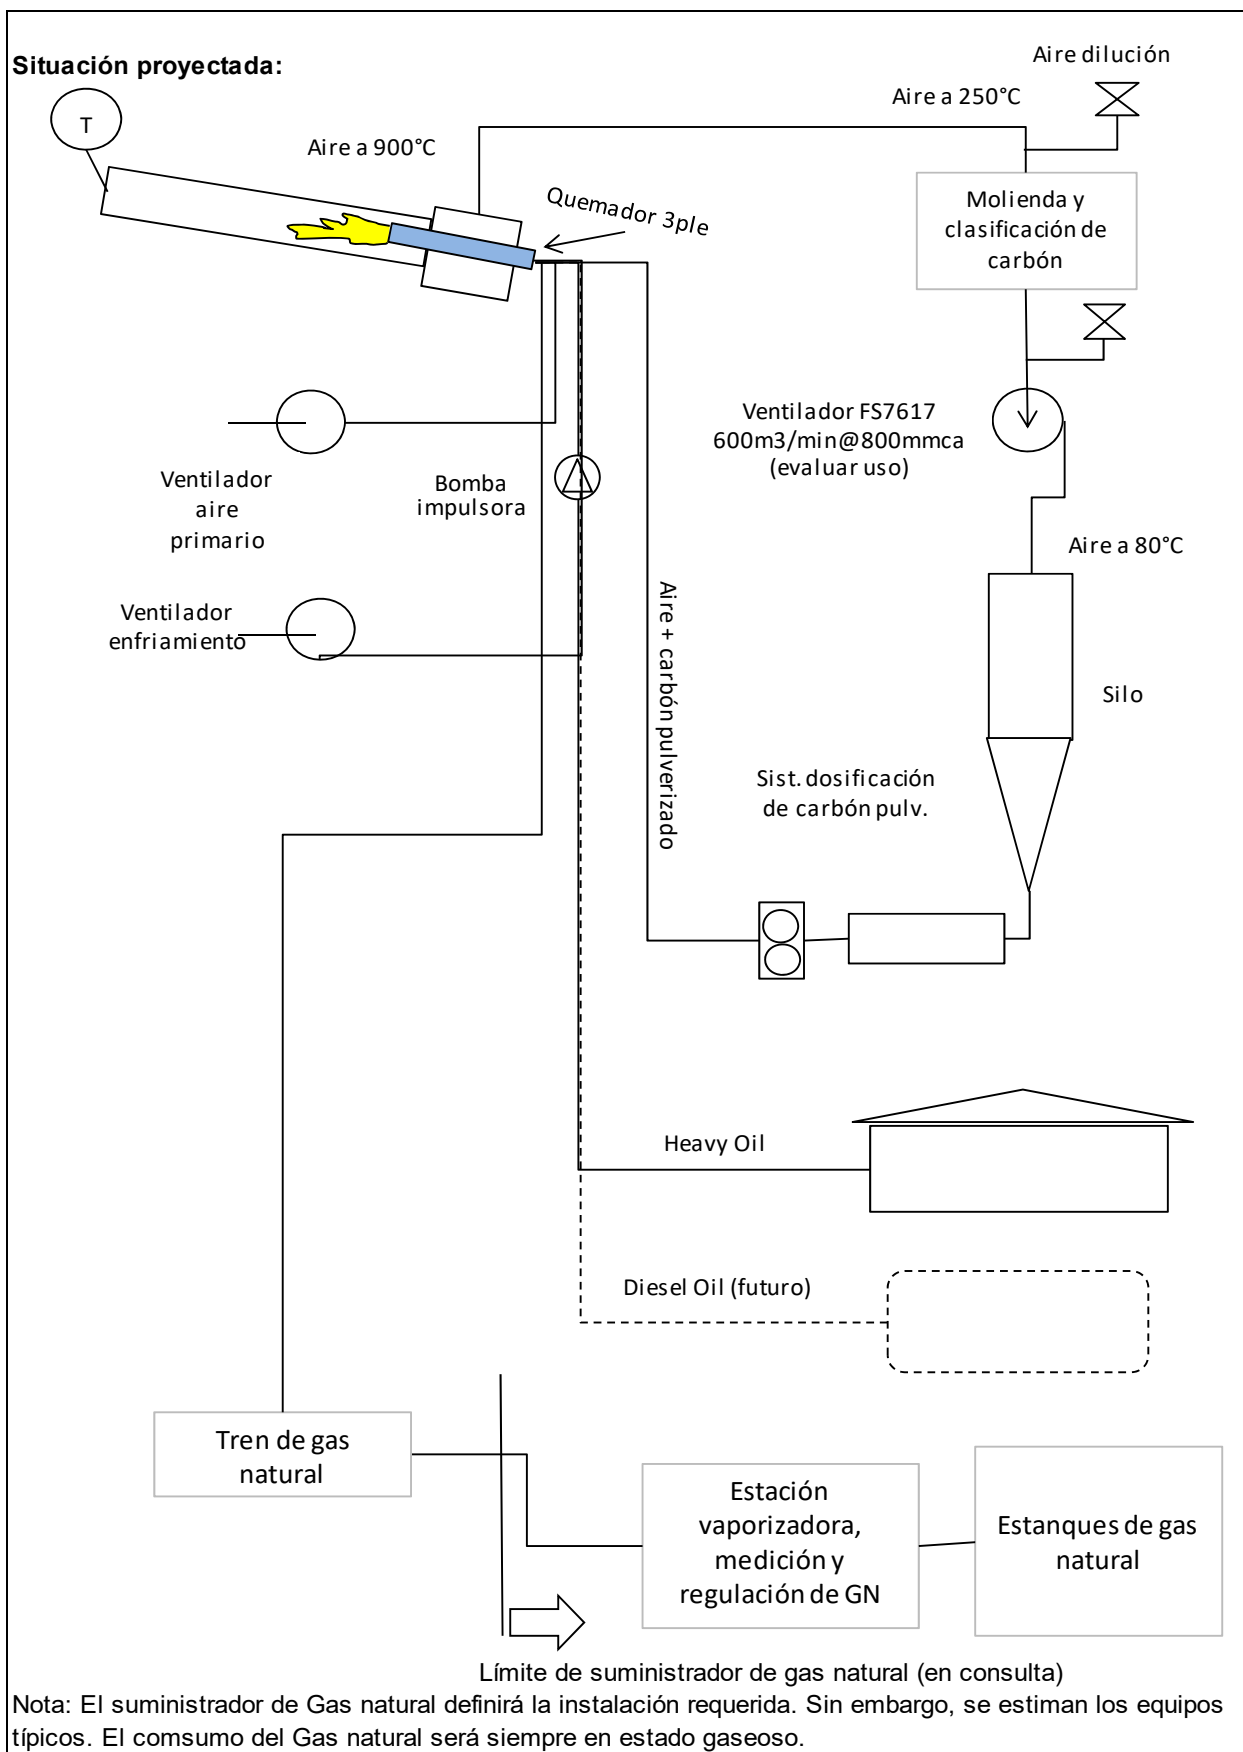 Situación proyectada:
Aire dilución
Aire a 250°C
T
Aire a 900°C
Quemador 3ple
Molienda y
clasificación de
carbón
Ventilador FS7617
600m3/min@800mmca
(evaluar uso)
Ventilador
aire
primario
Bomba
impulsora
Aire a 80°C
Ventilador
enfriamiento
Aire + carbón pulverizado
Silo
Sist. dosificación
de carbón pulv.
Heavy Oil
Diesel Oil (futuro)
Tren de gas
natural
Estación
vaporizadora,
medición y
regulación de GN
Estanques de gas
natural
Límite de suministrador de gas natural (en consulta)
Nota: El suministrador de Gas natural definirá la instalación requerida. Sin embargo, se estiman los equipos
típicos. El comsumo del Gas natural será siempre en estado gaseoso.